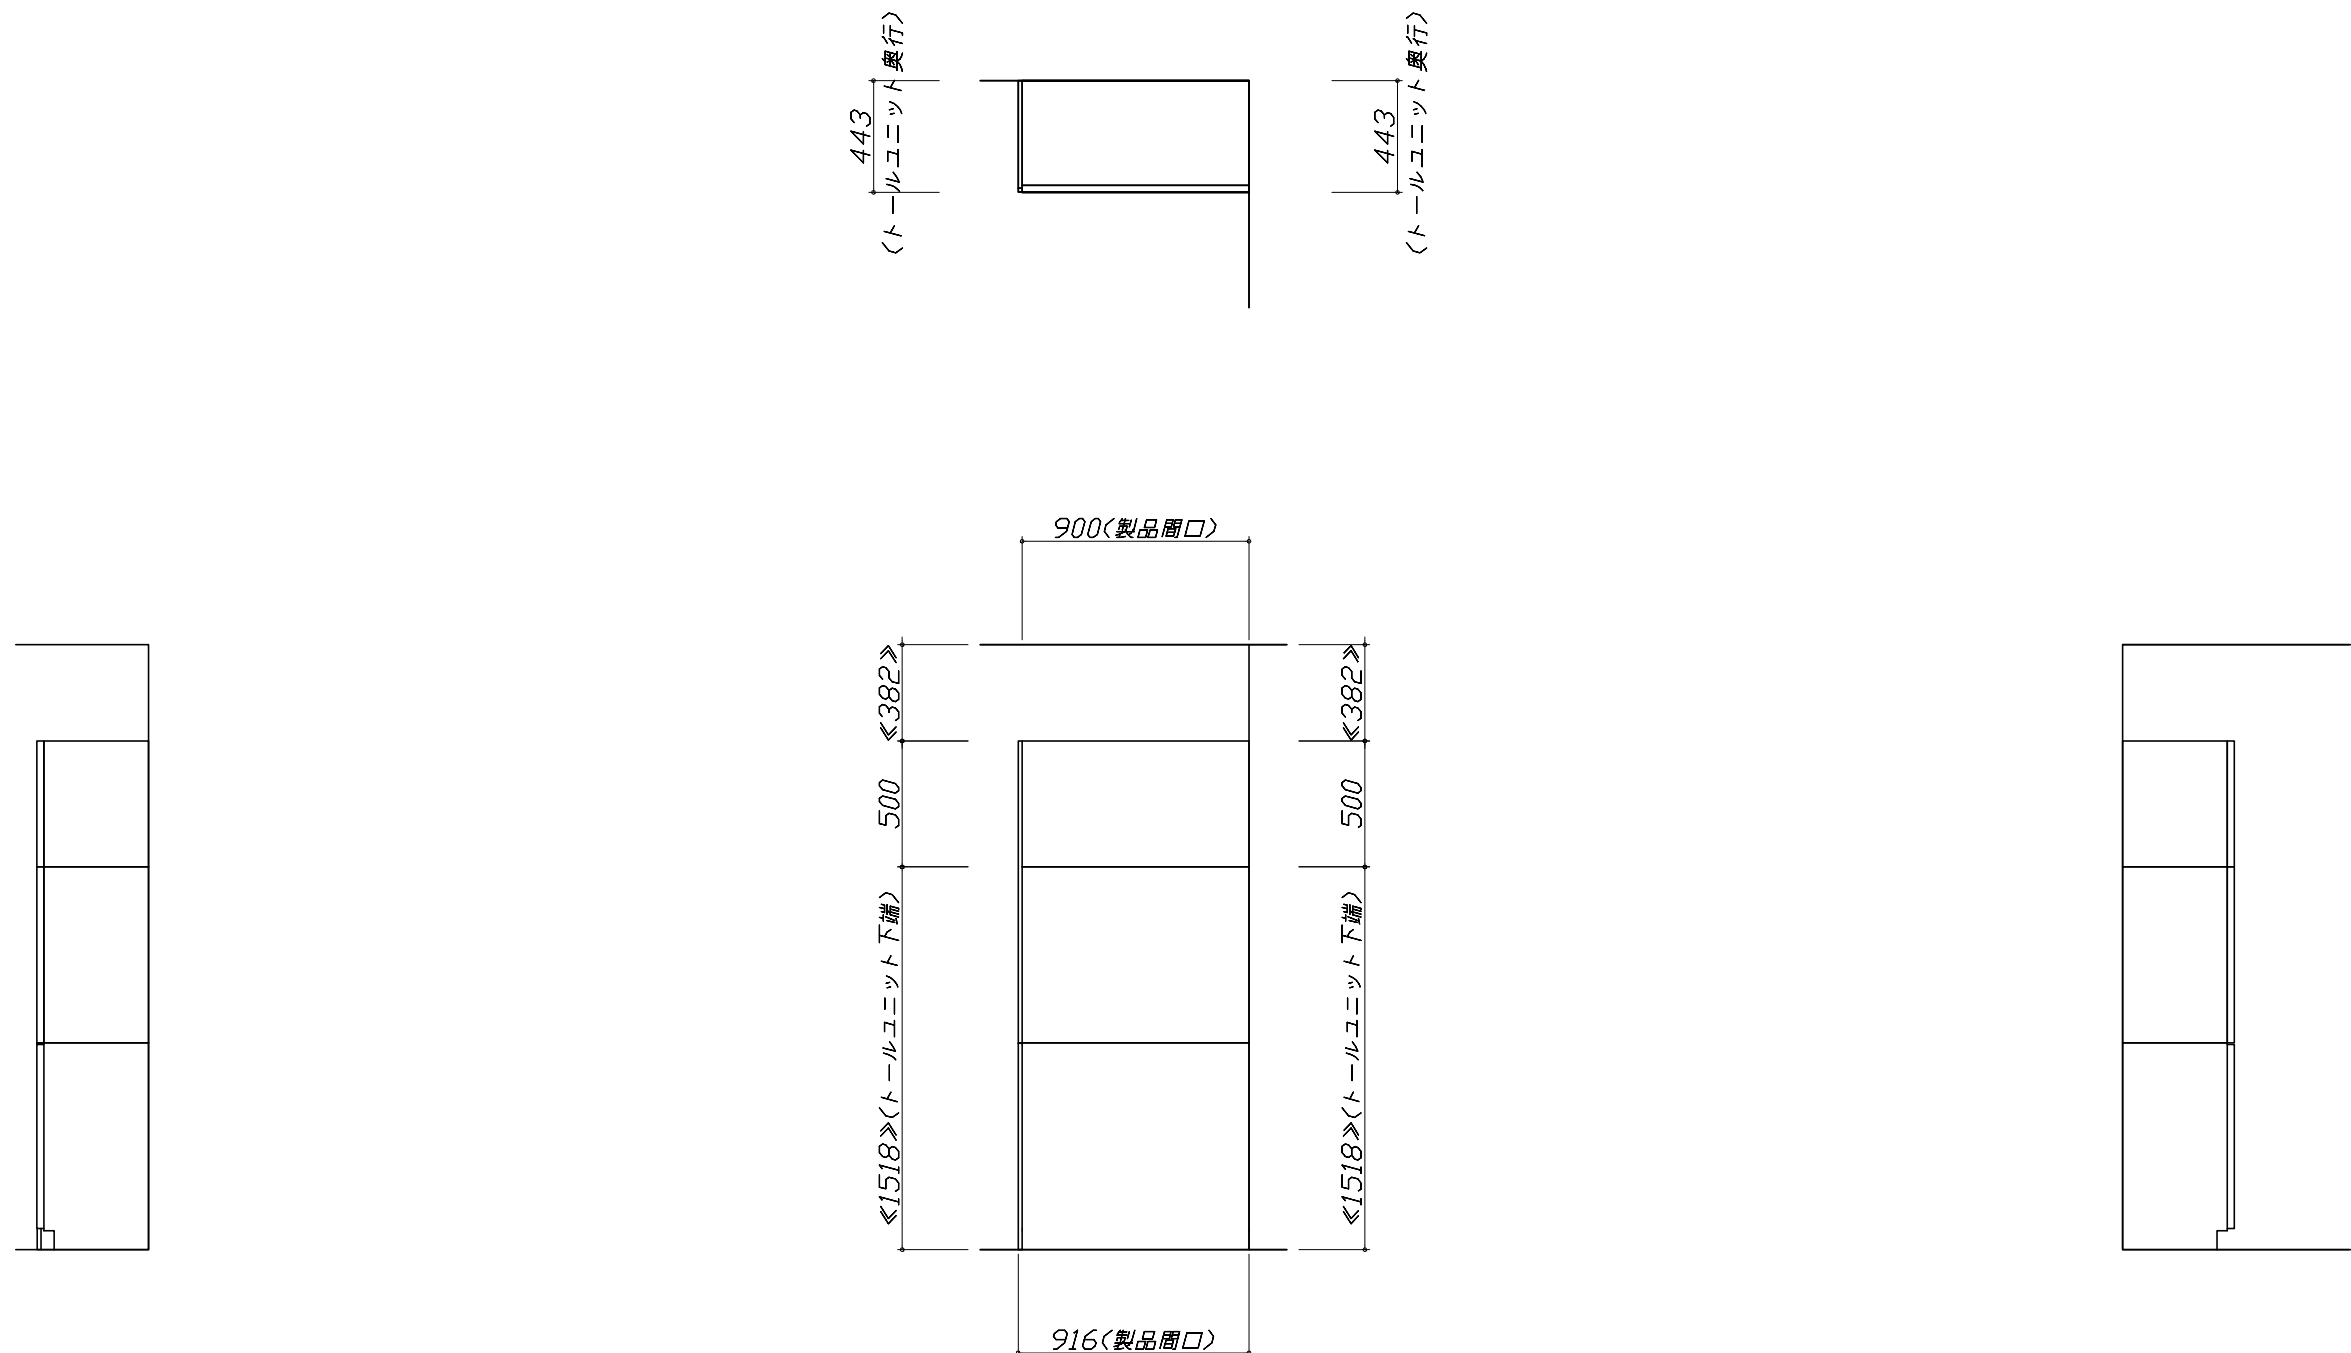 443
(トールユニット奥行)
443
(トールユニット奥行)
900(製品間口)
≪382≫
500
≪1518≫(トールユニット下端)
≪382≫
500
≪1518≫(トールユニット下端)
916(製品間口)